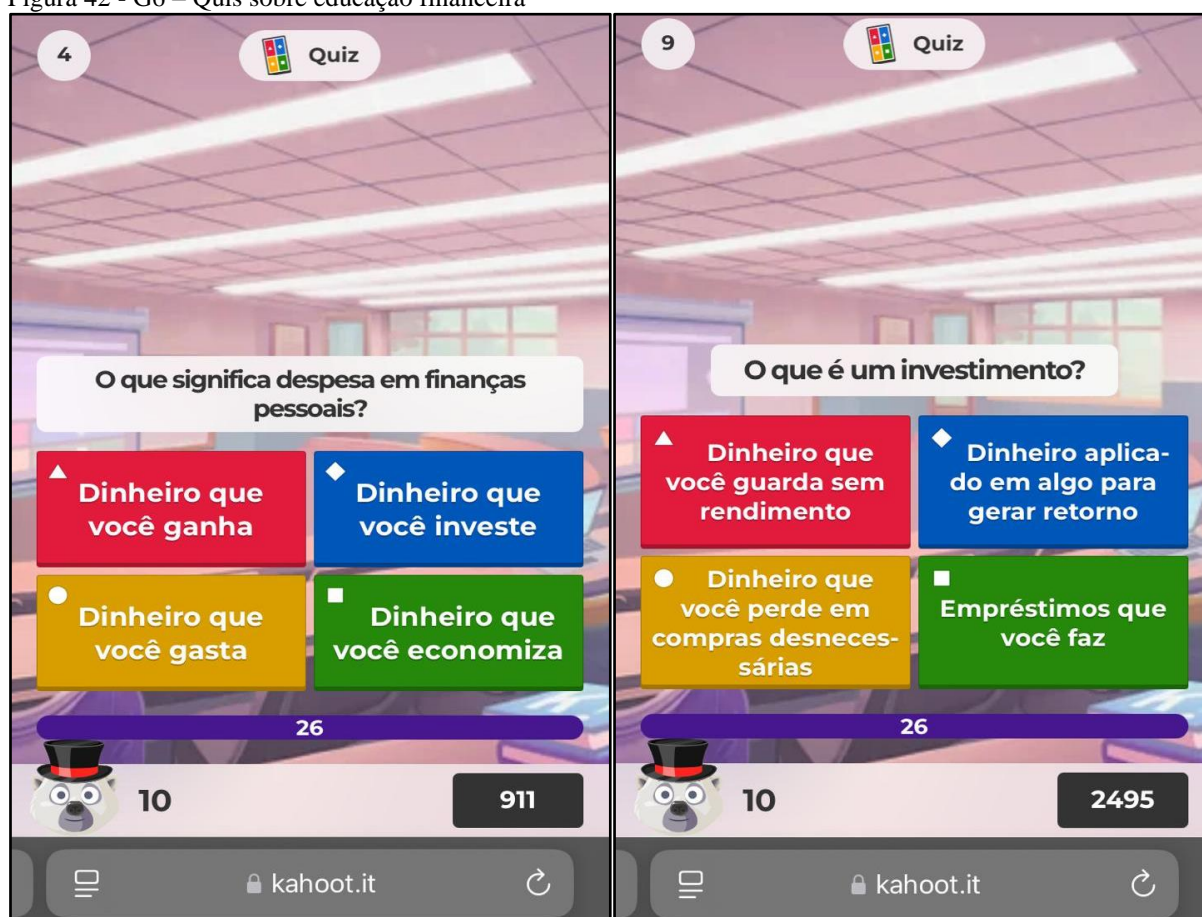 Figura 42 - G6 – Quis sobre educação financeira
4
Quiz
O que significa despesa em finanças
pessoais?
Dinheiro que
você ganha
Dinheiro que
você investe
Dinheiro que
você gasta
Dinheiro que
você economiza
26
10
911
kahoot.it
9
Quiz
O que é um investimento?
Dinheiro que
você guarda sem
rendimento
Dinheiro aplica-
do em algo para
gerar retorno
Dinheiro que
você perde em
compras desneces-
sárias
Empréstimos que
você faz
26
10
2495
kahoot.it